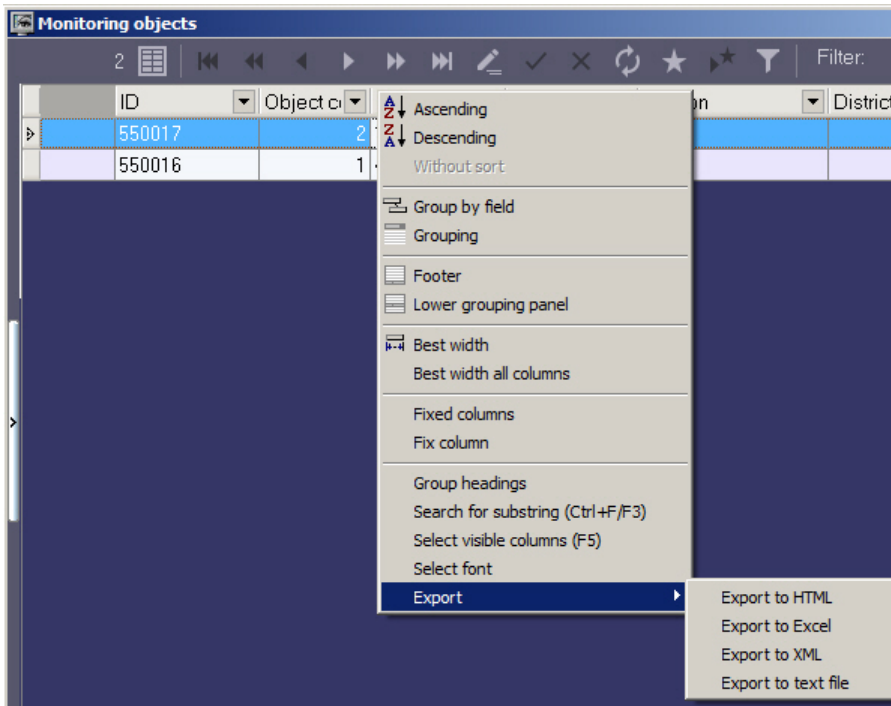 Monitoring objects
2 Filter:
ID Object c on District
550017 2
550016 1
Ascending
Descending
Without sort
Group by field
Grouping
Footer
Lower grouping panel
Best width
Best width all columns
Fixed columns
Fix column
Group headings
Search for substring (Ctrl+F/F3)
Select visible columns (F5)
Select font
Export
Export to HTML
Export to Excel
Export to XML
Export to text file